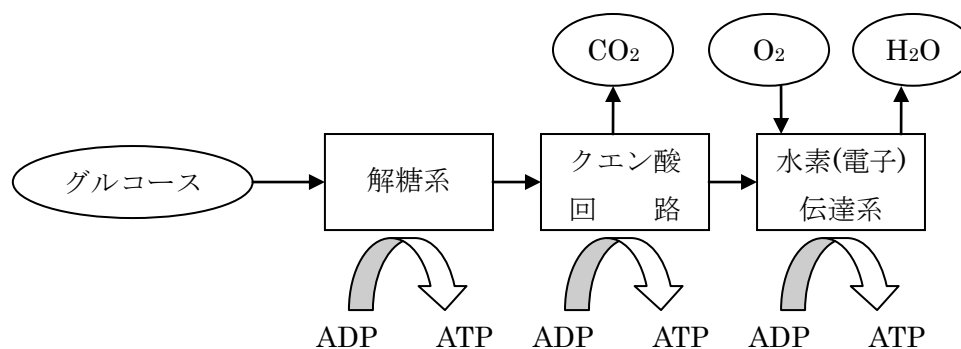 CO₂
O₂
H₂O
グルコース
解糖系
クエン酸
回 路
水素(電子)
伝達系
ADP
ATP
ADP
ATP
ADP
ATP